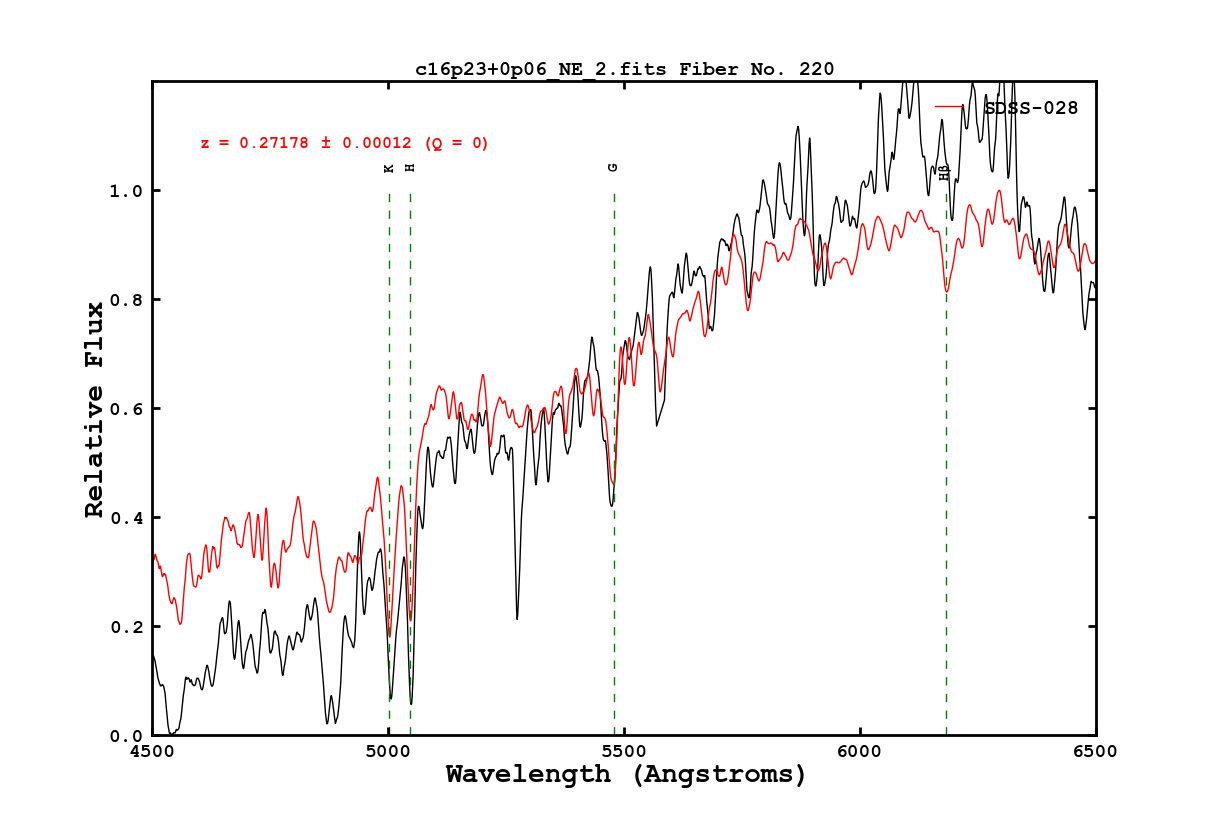 c16p23+0p06_NE_2.fits Fiber No. 220
SDSS-028
z = 0.27178 ± 0.00012 (Q = 0)
K
H
G
Hβ
1.0
0.8
0.6
0.4
0.2
0.0
Relative Flux
4500 5000 5500 6000 6500
Wavelength (Angstroms)